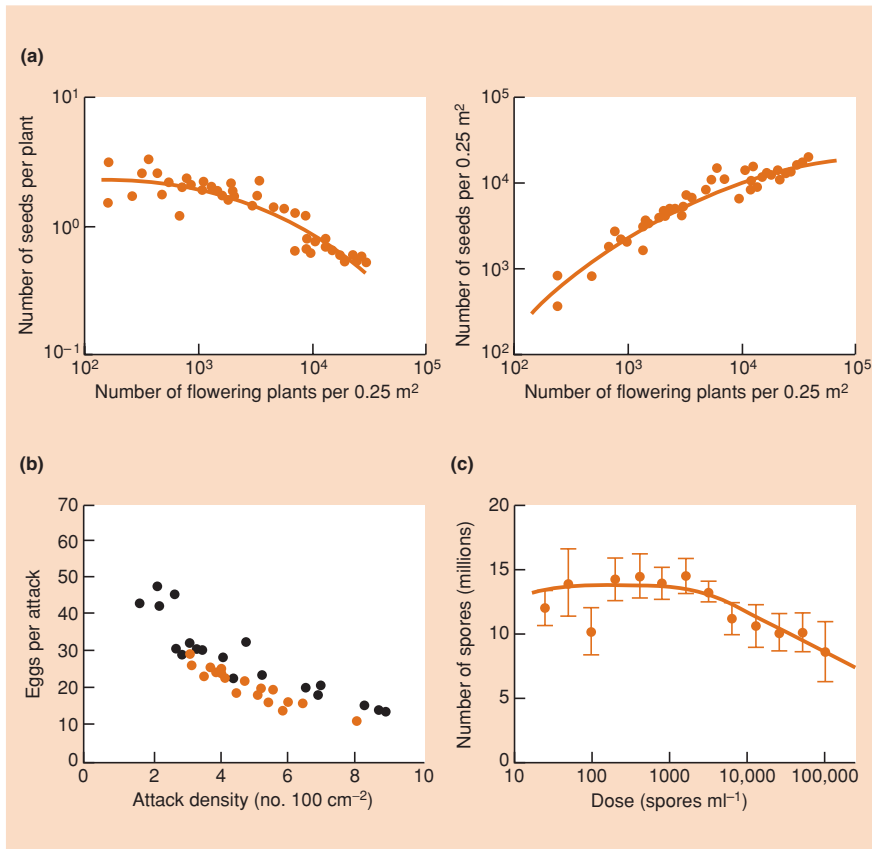 (a)
Number of seeds per plant
10¹
10⁰
10⁻¹
10² 10³ 10⁴ 10⁵
Number of flowering plants per 0.25 m²
Number of seeds per 0.25 m²
10⁵
10⁴
10³
10²
10² 10³ 10⁴ 10⁵
Number of flowering plants per 0.25 m²
(b)
Eggs per attack
70
60
50
40
30
20
10
0
0 2 4 6 8 10
Attack density (no. 100 cm⁻²)
(c)
Number of spores (millions)
20
15
10
5
0
10 100 1000 10,000 100,000
Dose (spores ml⁻¹)